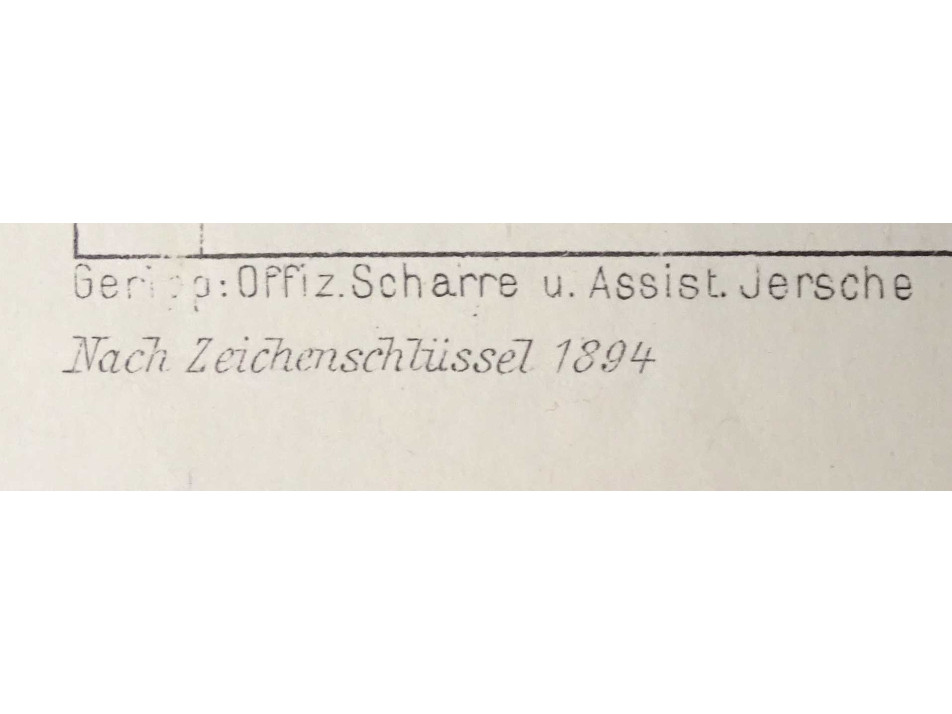 Offiz. Scharre u. Assist. Jersche
Nach Zeichenschlüssel 1894